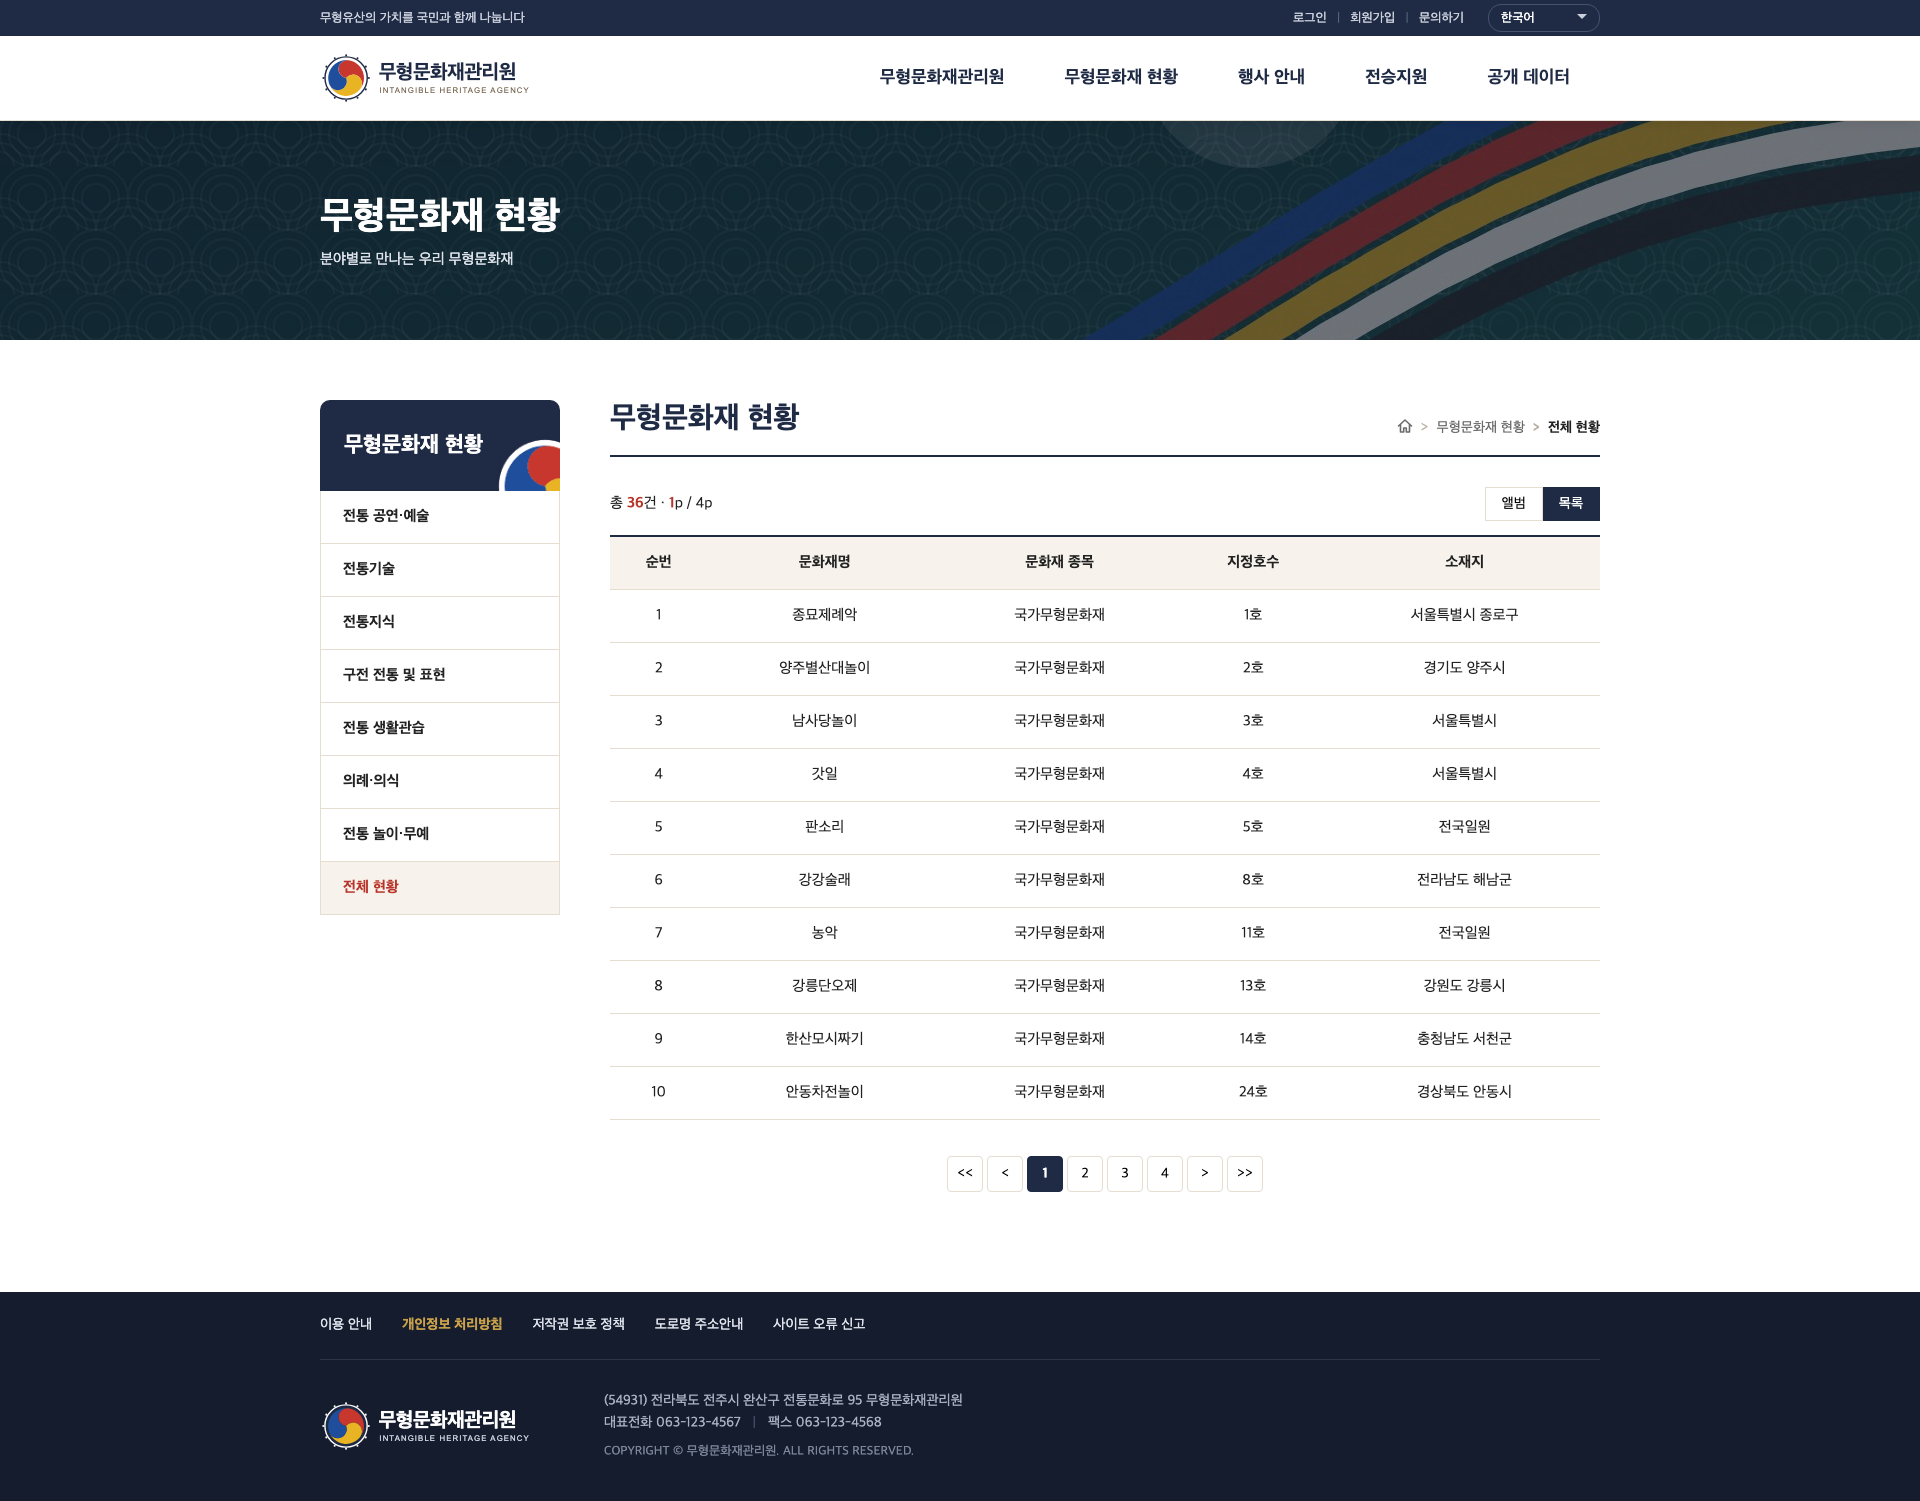 무형유산의 가치를 국민과 함께 나눕니다
로그인 | 회원가입 | 문의하기 한국어
무형문화재관리원
INTANGIBLE HERITAGE AGENCY
무형문화재관리원 무형문화재 현황 행사 안내 전승지원 공개 데이터
무형문화재 현황
분야별로 만나는 우리 무형문화재
무형문화재 현황
전통 공연·예술
전통기술
전통지식
구전 전통 및 표현
전통 생활관습
의례·의식
전통 놀이·무예
전체 현황
무형문화재 현황
> 무형문화재 현황 > 전체 현황
총 36건 · 1p / 4p
앨범 목록
순번 문화재명 문화재 종목 지정호수 소재지
1 종묘제례악 국가무형문화재 1호 서울특별시 종로구
2 양주별산대놀이 국가무형문화재 2호 경기도 양주시
3 남사당놀이 국가무형문화재 3호 서울특별시
4 갓일 국가무형문화재 4호 서울특별시
5 판소리 국가무형문화재 5호 전국일원
6 강강술래 국가무형문화재 8호 전라남도 해남군
7 농악 국가무형문화재 11호 전국일원
8 강릉단오제 국가무형문화재 13호 강원도 강릉시
9 한산모시짜기 국가무형문화재 14호 충청남도 서천군
10 안동차전놀이 국가무형문화재 24호 경상북도 안동시
<< < 1 2 3 4 > >>
이용 안내 개인정보 처리방침 저작권 보호 정책 도로명 주소안내 사이트 오류 신고
무형문화재관리원
INTANGIBLE HERITAGE AGENCY
(54931) 전라북도 전주시 완산구 전통문화로 95 무형문화재관리원
대표전화 063-123-4567 | 팩스 063-123-4568
COPYRIGHT © 무형문화재관리원. ALL RIGHTS RESERVED.